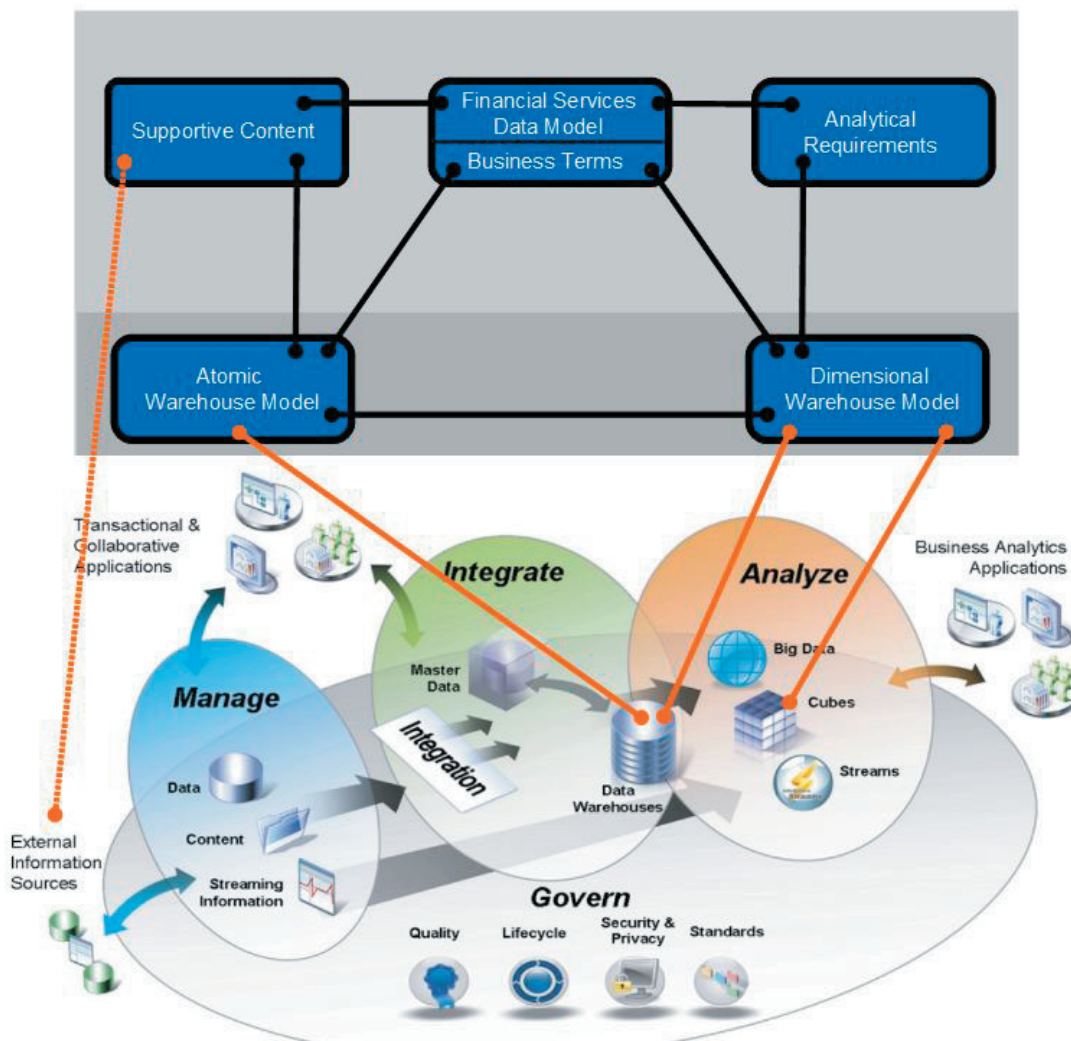 Supportive Content
Financial Services
Data Model
Business Terms
Analytical
Requirements
Atomic
Warehouse Model
Dimensional
Warehouse Model
Transactional &
Collaborative
Applications
Integrate
Analyze
Business Analytics
Applications
Manage
Master
Data
Big Data
Cubes
Integration
Streams
Data
Data
Warehouses
Content
External
Information
Sources
Streaming
Information
Govern
Quality
Lifecycle
Security &
Privacy
Standards